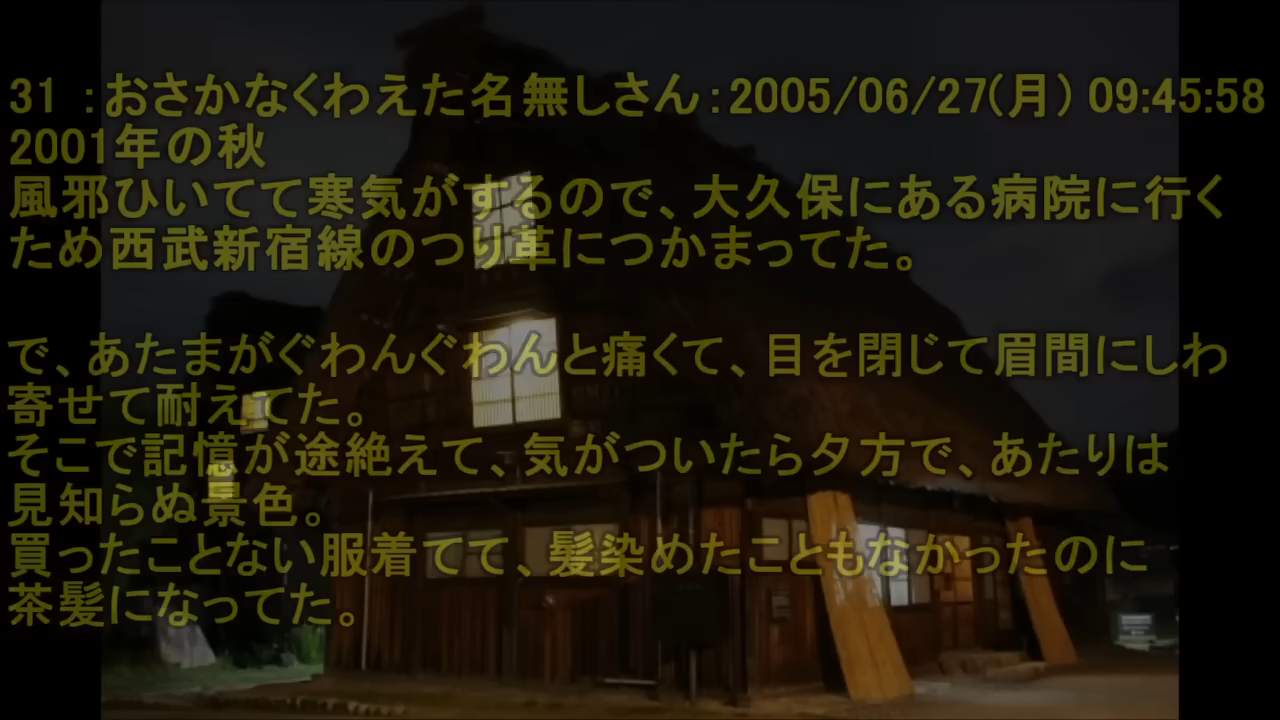 31 :おさかなくわえた名無しさん:2005/06/27(月) 09:45:58
2001年の秋
風邪ひいてて寒気がするので、大久保にある病院に行く
ため西武新宿線のつり革につかまってた。
で、あたまがぐわんぐわんと痛くて、目を閉じて眉間にしわ
寄せて耐えてた。
そこで記憶が途絶えて、気がついたら夕方で、あたりは
見知らぬ景色。
買ったことない服着てて、髪染めたこともなかったのに
茶髪になってた。